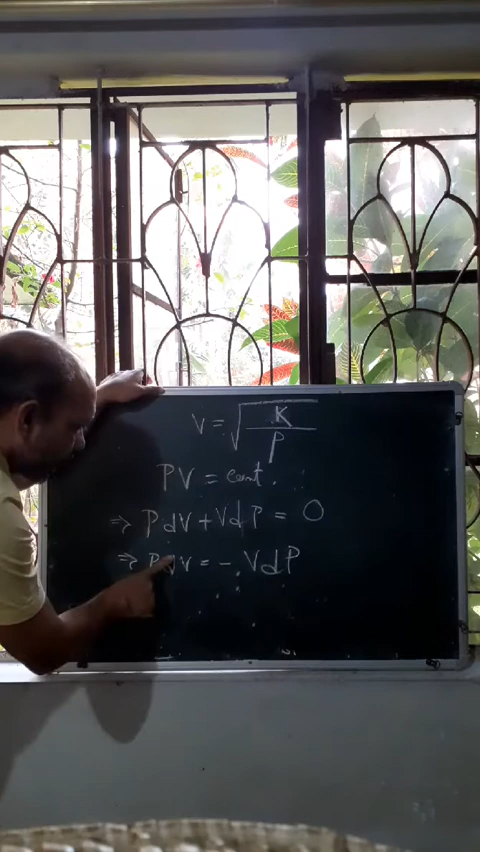 V = √(K/ρ)
PV = const.
⇒ PdV + VdP = 0
⇒ PdV = - VdP